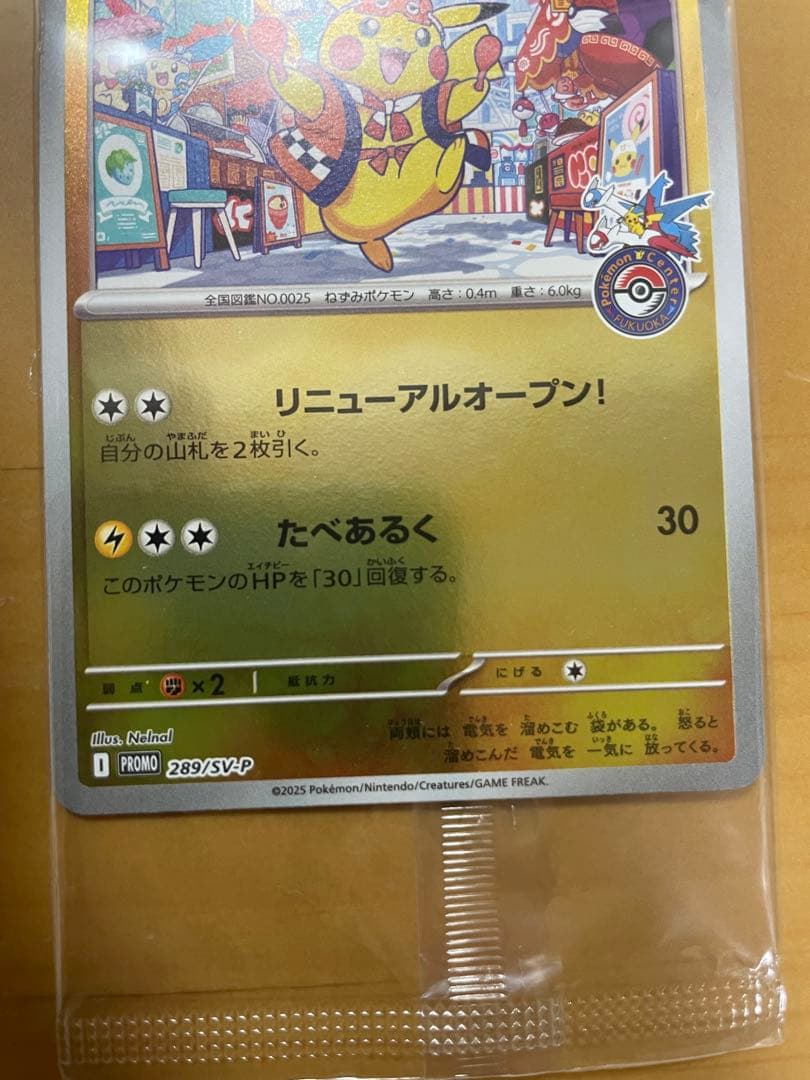 全国図鑑NO.0025 ねずみポケモン 高さ:0.4m 重さ:6.0kg
Pokémon Center
FUKUOKA
リニューアルオープン!
自分の山札を2枚引く。
たべあるく 30
このポケモンのHPを「30」回復する。
弱点 ×2 抵抗力 にげる
両頬には 電気を 溜めこむ 袋がある。 怒ると
溜めこんだ 電気を 一気に 放ってくる。
Illus. Nelnal
I PROMO 289/SV-P
©2025 Pokémon/Nintendo/Creatures/GAME FREAK.